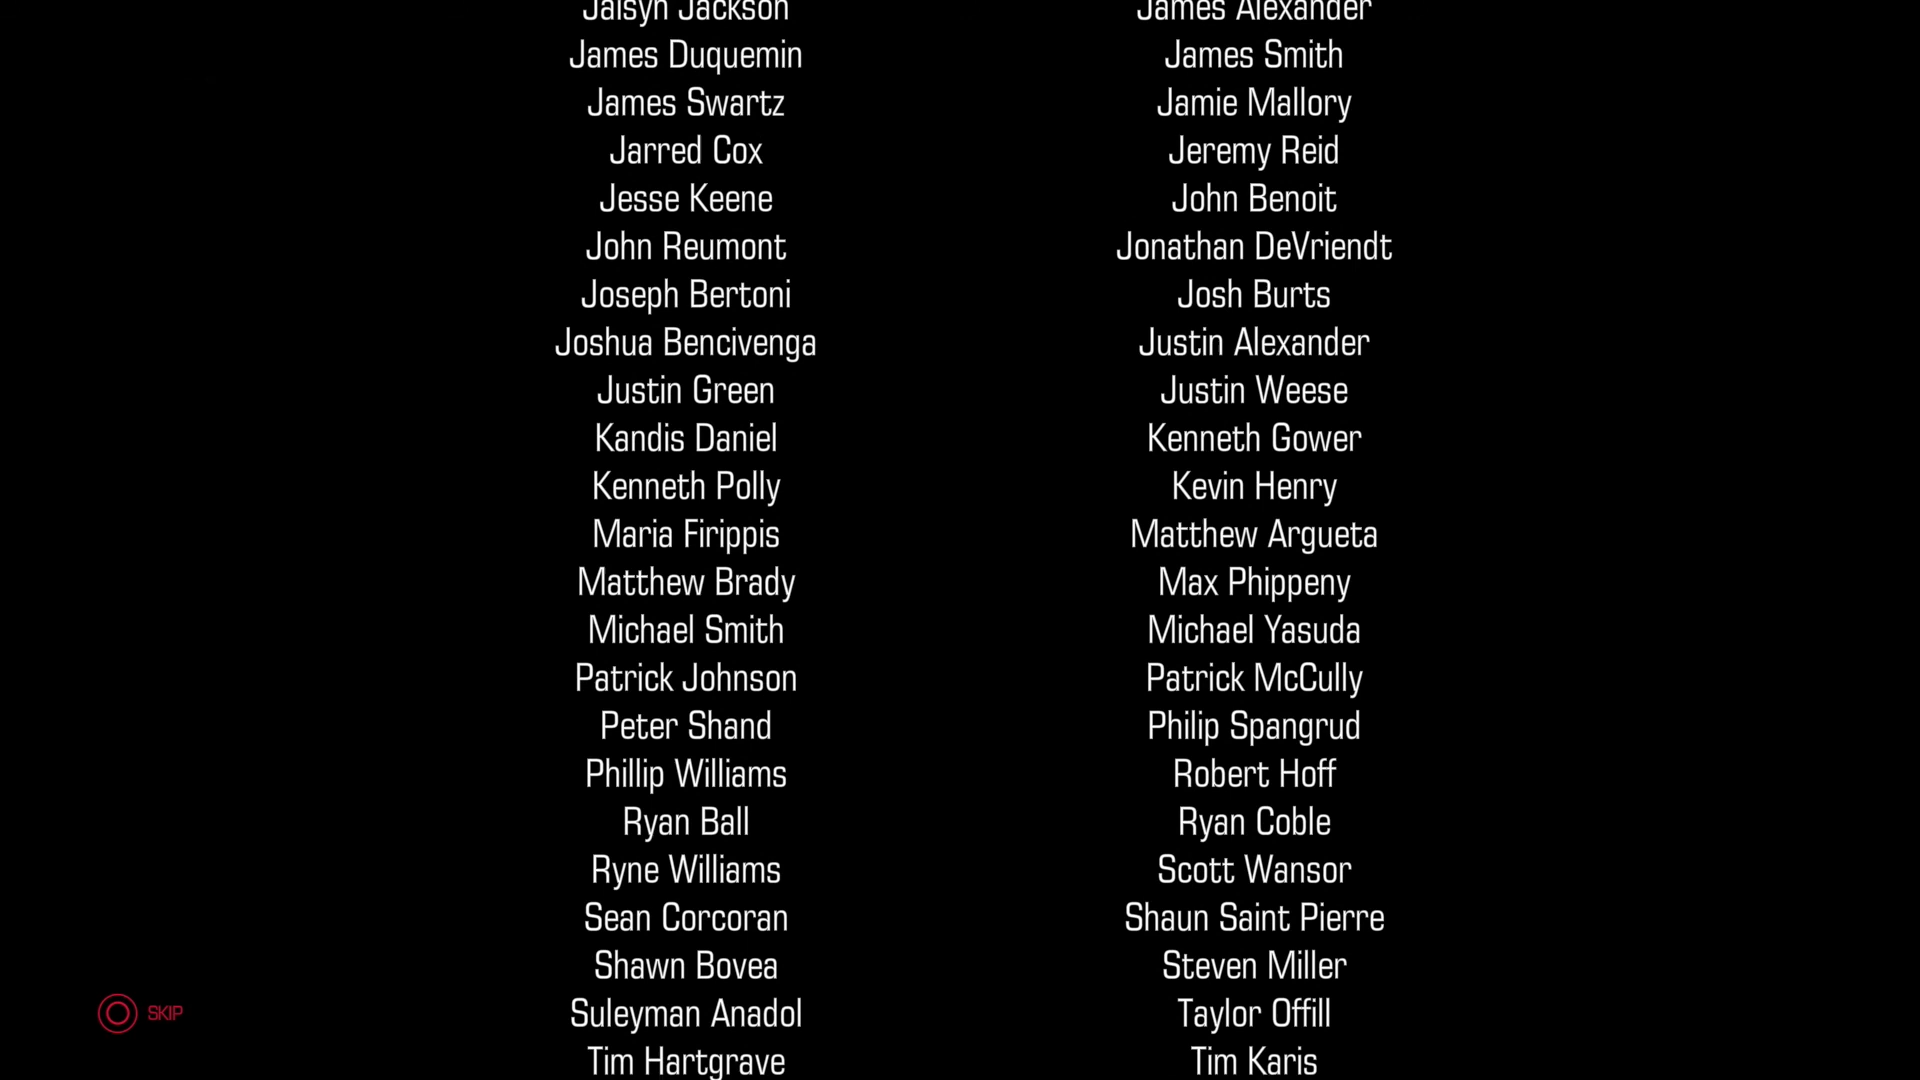 Jaisyn Jackson James Alexander
James Duquemin James Smith
James Swartz Jamie Mallory
Jarred Cox Jeremy Reid
Jesse Keene John Benoit
John Reumont Jonathan DeVriendt
Joseph Bertoni Josh Burts
Joshua Bencivenga Justin Alexander
Justin Green Justin Weese
Kandis Daniel Kenneth Gower
Kenneth Polly Kevin Henry
Maria Firippis Matthew Argueta
Matthew Brady Max Phippeny
Michael Smith Michael Yasuda
Patrick Johnson Patrick McCully
Peter Shand Philip Spangrud
Phillip Williams Robert Hoff
Ryan Ball Ryan Coble
Ryne Williams Scott Wansor
Sean Corcoran Shaun Saint Pierre
Shawn Bovea Steven Miller
SKIP Suleyman Anadol Taylor Offill
Tim Hartgrave Tim Karis